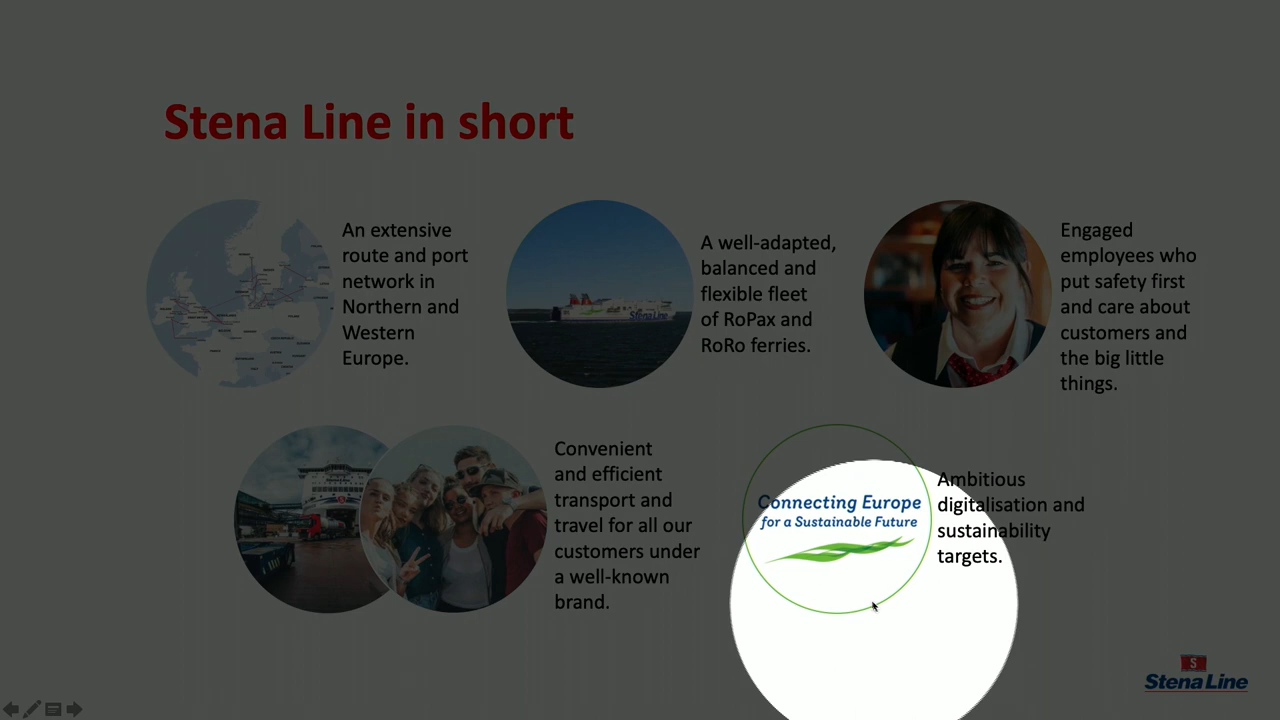 Stena Line in short
An extensive
route and port
network in
Northern and
Western
Europe.
Stena Line
A well-adapted,
balanced and
flexible fleet
of RoPax and
RoRo ferries.
Engaged
employees who
put safety first
and care about
customers and
the big little
things.
Convenient
and efficient
transport and
travel for all our
customers under
a well-known
brand.
Connecting Europe
for a Sustainable Future
Ambitious
digitalisation and
sustainability
targets.
S
Stena Line